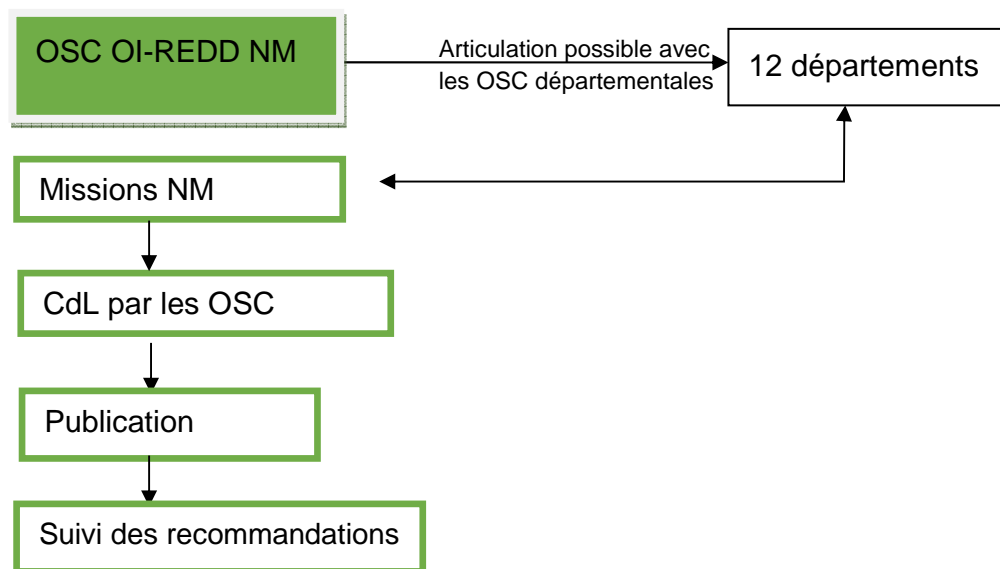 OSC OI-REDD NM
Articulation possible avec
les OSC départementales
12 départements
Missions NM
CdL par les OSC
Publication
Suivi des recommandations